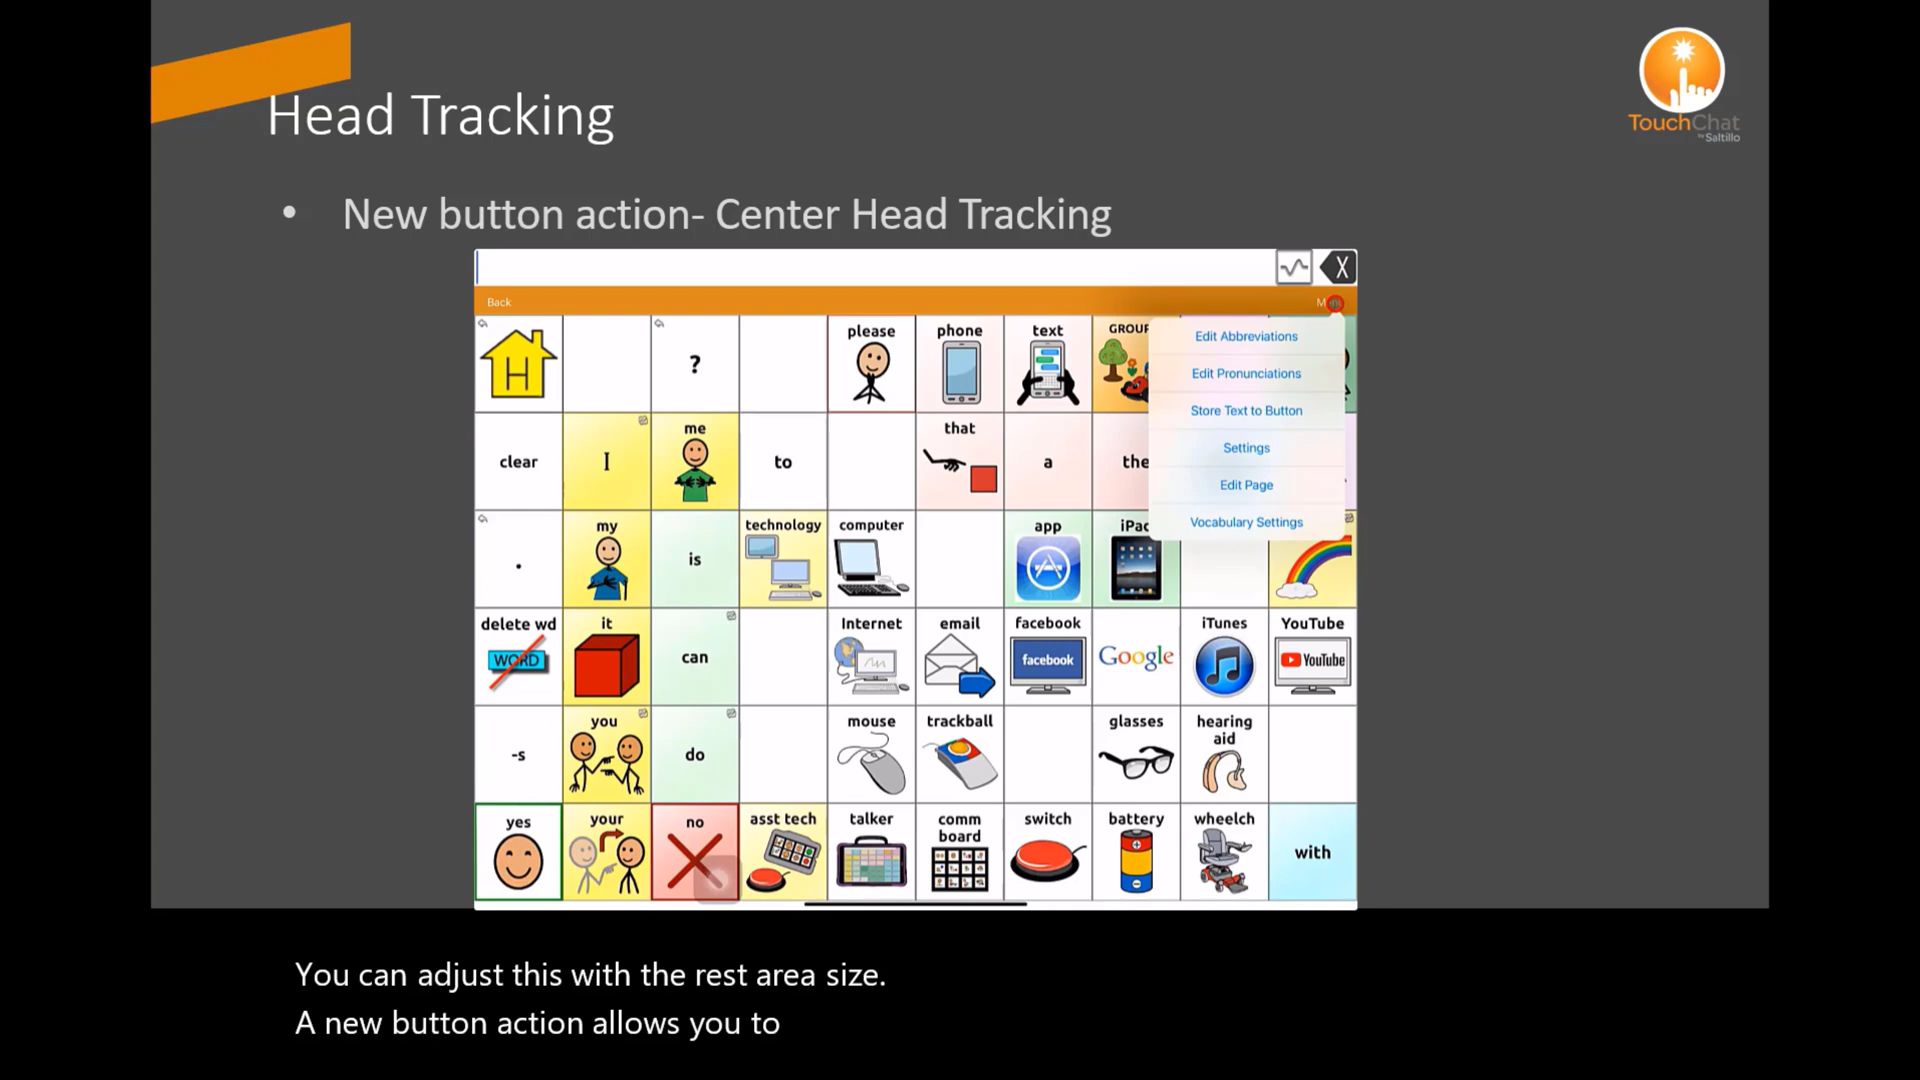 Head Tracking
TouchChat
by Saltillo
• New button action- Center Head Tracking
X
Back
H
?
please
phone
text
Edit Abbreviations
Edit Pronunciations
Store Text to Button
Settings
Edit Page
Vocabulary Settings
clear
I
me
to
that
a
the
.
my
is
technology
computer
app
delete wd
WORD
it
can
Internet
email
facebook
facebook
Google
iTunes
YouTube
YouTube
-s
you
do
mouse
trackball
glasses
hearing
aid
yes
your
no
asst tech
talker
comm
board
switch
battery
wheelch
with
You can adjust this with the rest area size.
A new button action allows you to